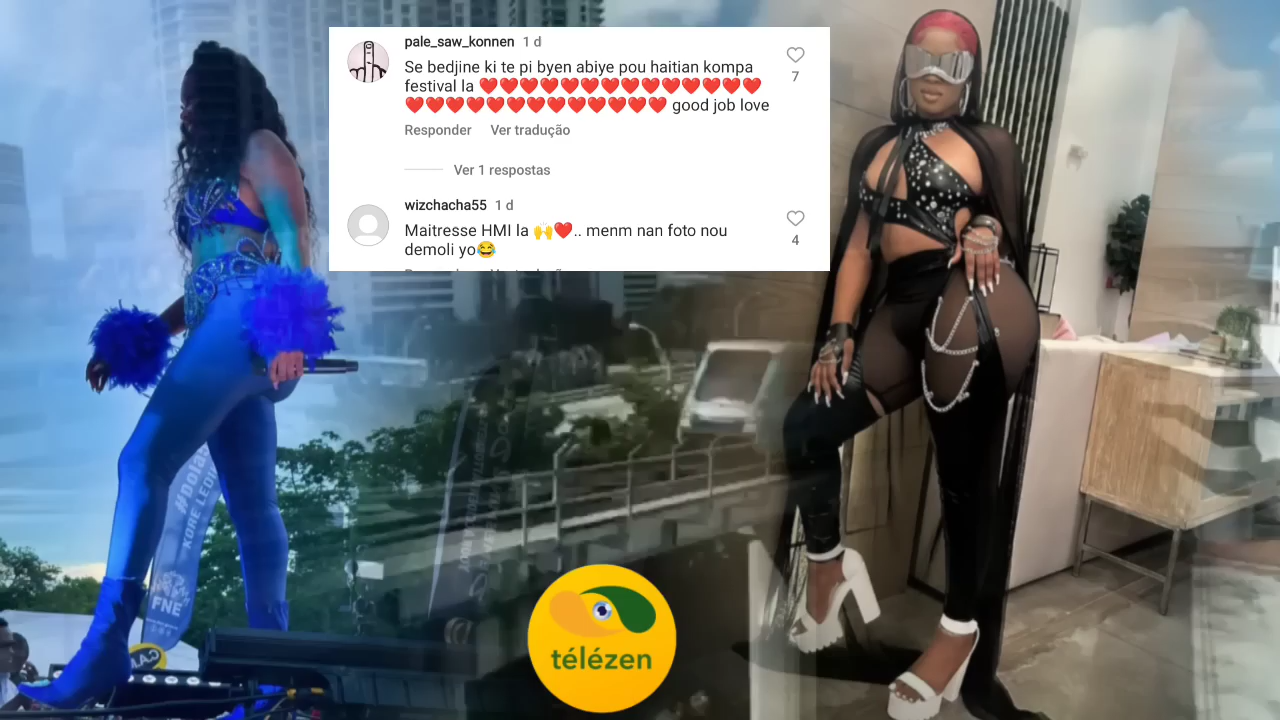 pale_saw_konnen 1 d
Se bedjine ki te pi byen abiye pou haitian kompa
festival la ❤️❤️❤️❤️❤️❤️❤️❤️❤️❤️❤️❤️❤️❤️
❤️❤️❤️❤️❤️❤️❤️❤️❤️❤️❤️❤️❤️ good job love
7
Responder Ver tradução
Ver 1 respostas
wizchacha55 1 d
Maitresse HMI la 🙌❤️.. menm nan foto nou
demoli yo😂
4
KORE LEO
FNE
télézen